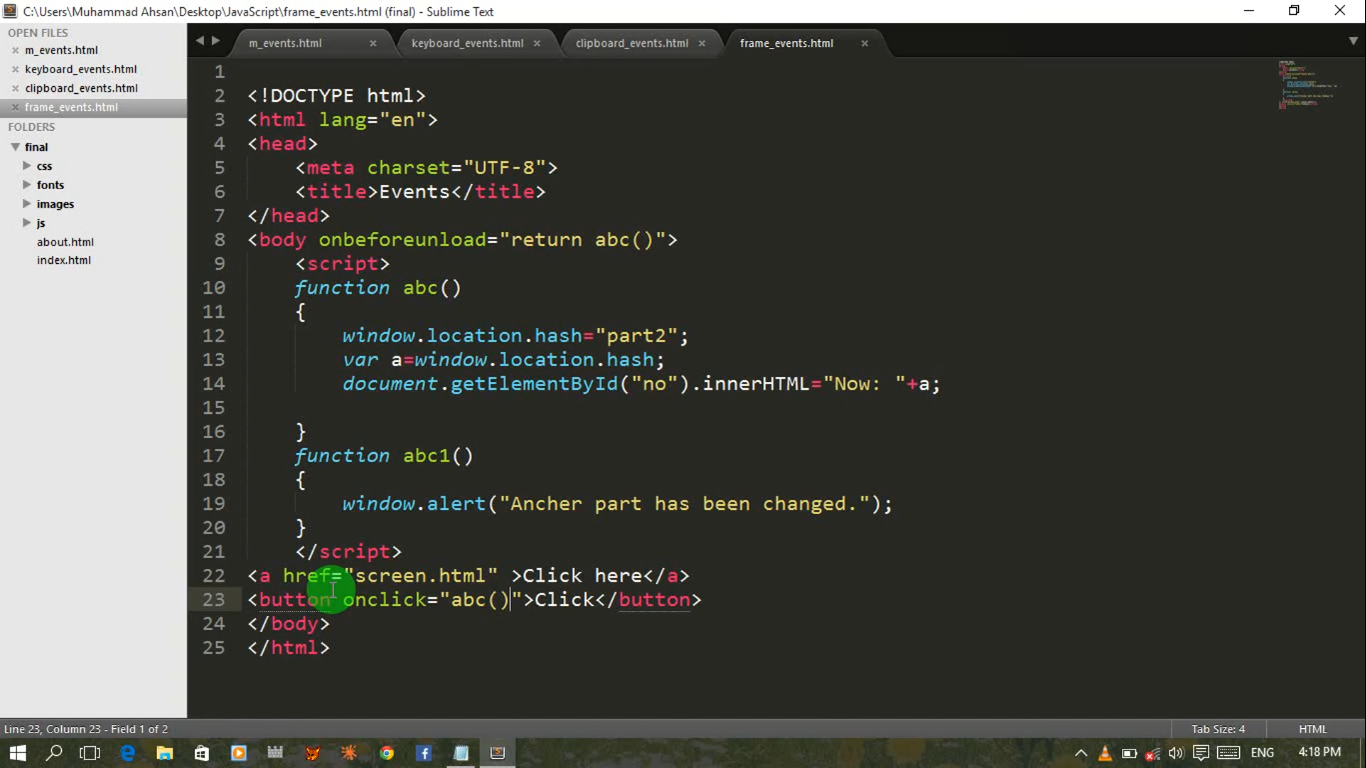 C:\Users\Muhammad Ahsan\Desktop\JavaScript\frame_events.html (final) - Sublime Text
OPEN FILES
m_events.html
keyboard_events.html
clipboard_events.html
frame_events.html
FOLDERS
final
css
fonts
images
js
about.html
index.html
m_events.html keyboard_events.html clipboard_events.html frame_events.html
1
2 <!DOCTYPE html>
3 <html lang="en">
4 <head>
5 <meta charset="UTF-8">
6 <title>Events</title>
7 </head>
8 <body onbeforeunload="return abc()">
9 <script>
10 function abc()
11 {
12 window.location.hash="part2";
13 var a=window.location.hash;
14 document.getElementById("no").innerHTML="Now: "+a;
15
16 }
17 function abc1()
18 {
19 window.alert("Ancher part has been changed.");
20 }
21 </script>
22 <a href="screen.html" >Click here</a>
23 <button onclick="abc()">Click</button>
24 </body>
25 </html>
Line 23, Column 23 - Field 1 of 2 Tab Size: 4 HTML
ENG 4:18 PM